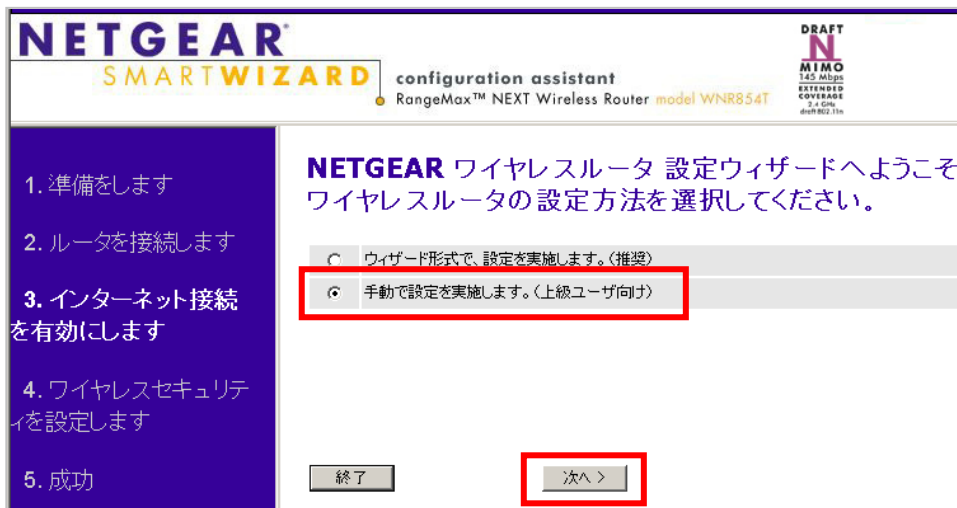 NETGEAR®
SMARTWIZARD
configuration assistant
RangeMax™ NEXT Wireless Router model WNR854T
DRAFT
N
MIMO
145 Mbps
EXTENDED
COVERAGE
2.4 GHz
draft 802.11n
1. 準備をします
2. ルータを接続します
3. インターネット接続
を有効にします
4. ワイヤレスセキュリテ
ィを設定します
5. 成功
NETGEAR ワイヤレスルータ 設定ウィザードへようこそ
ワイヤレスルータの設定方法を選択してください。
ウィザード形式で、設定を実施します。(推奨)
手動で設定を実施します。(上級ユーザ向け)
終了
次へ >